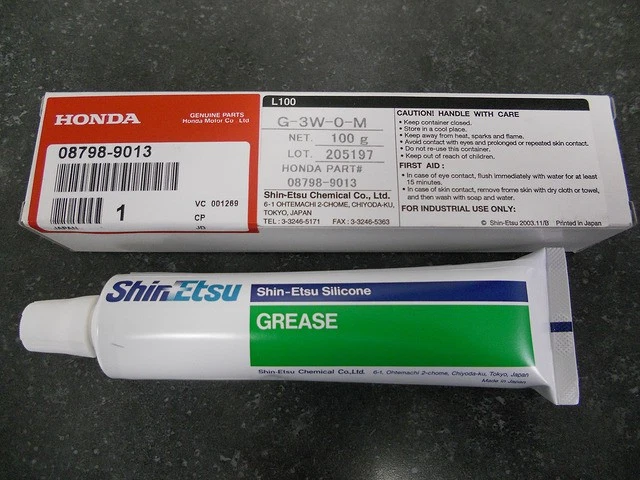 HONDA
GENUINE PARTS
Honda Motor Co., Ltd
08798-9013
1
VC 001269
CP
JAPAN
JD
L100
G-3W-O-M
NET. 100 g
LOT. 205197
HONDA PART#
08798-9013
Shin-Etsu Chemical Co., Ltd.
6-1 OHTEMACHI 2-CHOME, CHIYODA-KU,
TOKYO, JAPAN
TEL : 3-3246-5171 FAX : 3-3246-5363
CAUTION! HANDLE WITH CARE
• Keep container closed.
• Store in a cool place.
• Keep away from heat, sparks and flame.
• Avoid contact with eyes and prolonged or repeated skin contact.
• Do not re-use this container.
• Keep out of reach of children.
FIRST AID :
• In case of eye contact, flush immediately with water for at least
15 minutes.
• In case of skin contact, remove frome skin with dry cloth or towel,
and then wash with soap and water.
FOR INDUSTRIAL USE ONLY:
© Shin-Etsu 2003.11/B Printed in Japan
Shin-Etsu
Shin-Etsu Silicone
GREASE
Shin-Etsu Chemical Co.,Ltd. 6-1, Ohtemachi 2-chome, Chiyoda-ku, Tokyo, Japan
Made in Japan